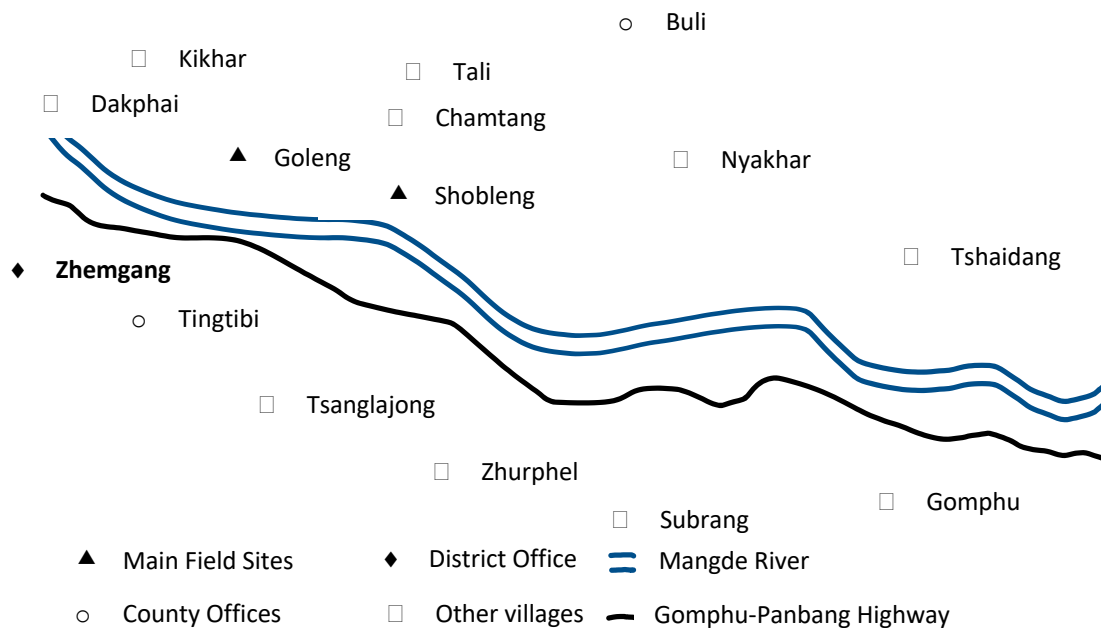 Buli
Kikhar
Tali
Dakphai
Chamtang
Goleng
Nyakhar
Shobleng
Tshaidang
Zhemgang
Tingtibi
Tsanglajong
Zhurphel
Gomphu
Subrang
Main Field Sites
District Office
Mangde River
County Offices
Other villages
Gomphu-Panbang Highway